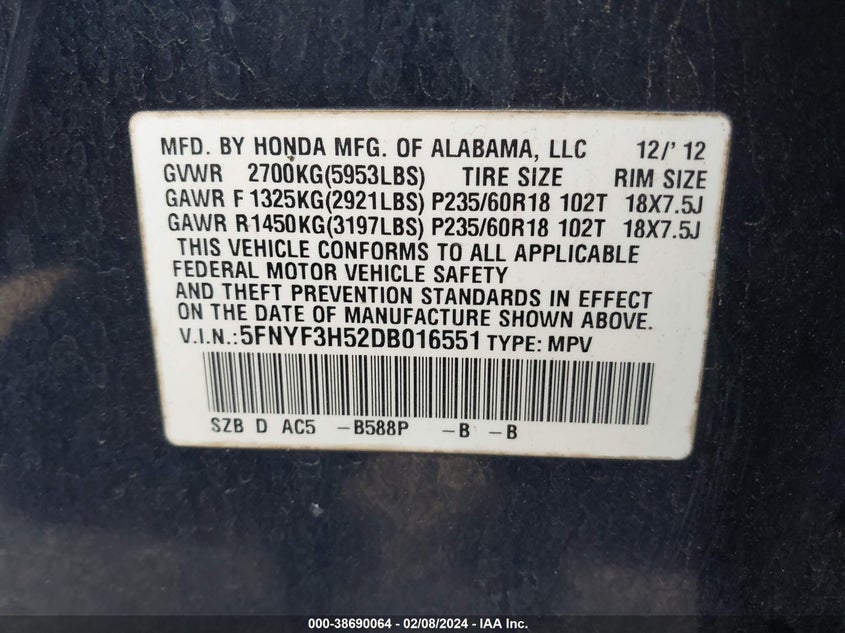 MFD. BY HONDA MFG. OF ALABAMA, LLC 12/' 12
GVWR 2700KG(5953LBS) TIRE SIZE RIM SIZE
GAWR F 1325KG(2921LBS) P235/60R18 102T 18X7.5J
GAWR R1450KG(3197LBS) P235/60R18 102T 18X7.5J
THIS VEHICLE CONFORMS TO ALL APPLICABLE
FEDERAL MOTOR VEHICLE SAFETY
AND THEFT PREVENTION STANDARDS IN EFFECT
ON THE DATE OF MANUFACTURE SHOWN ABOVE.
V.I.N.:5FNYF3H52DB016551 TYPE: MPV
SZB D AC5 -B588P -B -B
000-38690064 / 02/08/2024 - IAA Inc.